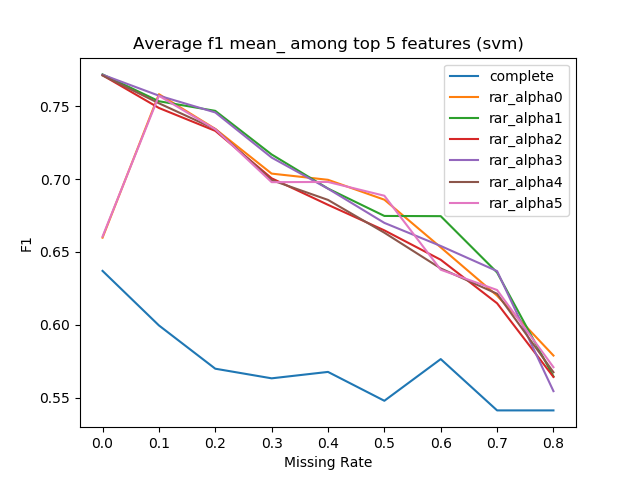 Average f1 mean_ among top 5 features (svm)
complete
rar_alpha0
rar_alpha1
rar_alpha2
rar_alpha3
rar_alpha4
rar_alpha5
0.75
0.70
0.65
0.60
0.55
F1
0.0 0.1 0.2 0.3 0.4 0.5 0.6 0.7 0.8
Missing Rate